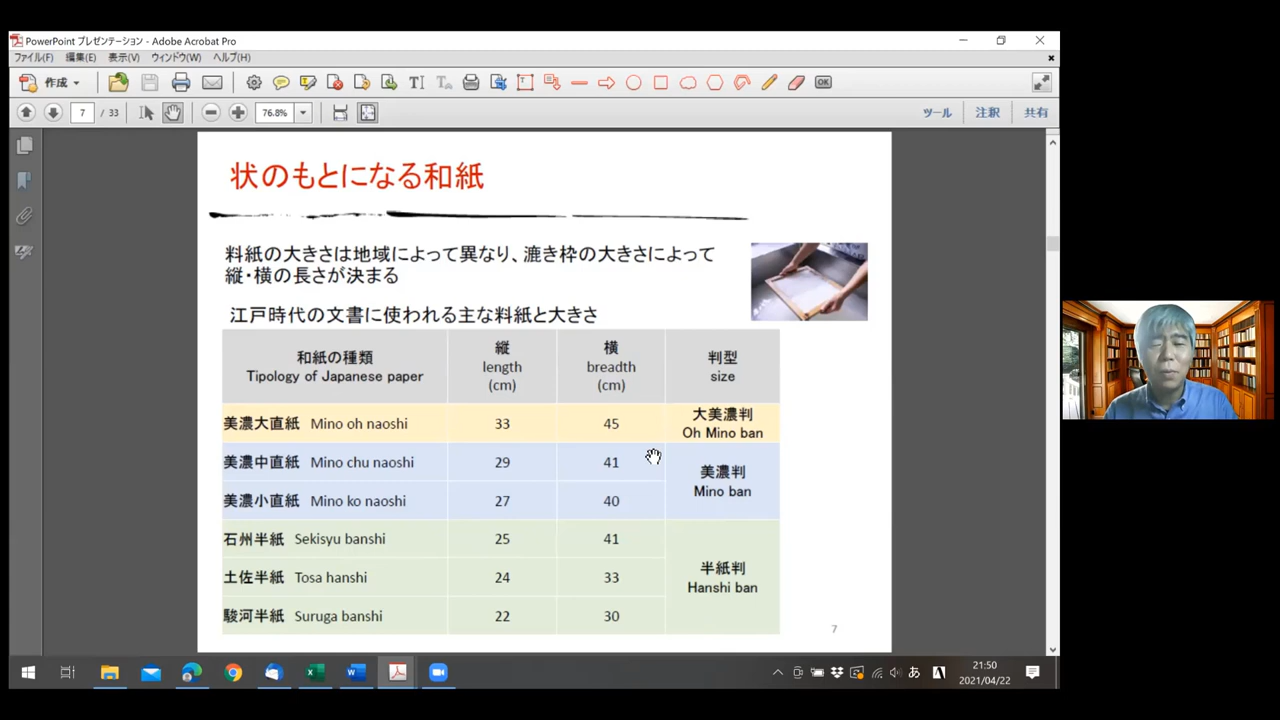 PowerPoint プレゼンテーション - Adobe Acrobat Pro
ファイル(F) 編集(E) 表示(V) ウィンドウ(W) ヘルプ(H)
作成
OK
7 / 33 76.8% ツール 注釈 共有
状のもとになる和紙
料紙の大きさは地域によって異なり、漉き枠の大きさによって
縦・横の長さが決まる
江戸時代の文書に使われる主な料紙と大きさ
和紙の種類
Tipology of Japanese paper
縦
length
(cm)
横
breadth
(cm)
判型
size
美濃大直紙 Mino oh naoshi 33 45
大美濃判
Oh Mino ban
美濃中直紙 Mino chu naoshi 29 41
美濃小直紙 Mino ko naoshi 27 40
美濃判
Mino ban
石州半紙 Sekisyu banshi 25 41
土佐半紙 Tosa hanshi 24 33
駿河半紙 Suruga banshi 22 30
半紙判
Hanshi ban
7
あ
21:50
2021/04/22